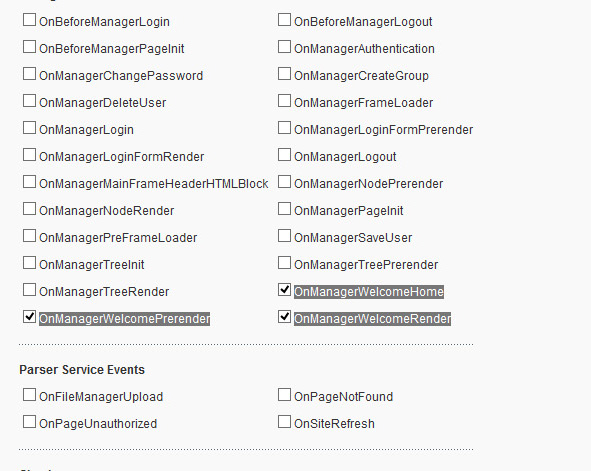 OnBeforeManagerLogin OnBeforeManagerLogout
OnBeforeManagerPageInit OnManagerAuthentication
OnManagerChangePassword OnManagerCreateGroup
OnManagerDeleteUser OnManagerFrameLoader
OnManagerLogin OnManagerLoginFormPrerender
OnManagerLoginFormRender OnManagerLogout
OnManagerMainFrameHeaderHTMLBlock OnManagerNodePrerender
OnManagerNodeRender OnManagerPageInit
OnManagerPreFrameLoader OnManagerSaveUser
OnManagerTreeInit OnManagerTreePrerender
OnManagerTreeRender OnManagerWelcomeHome
OnManagerWelcomePrerender OnManagerWelcomeRender
Parser Service Events
OnFileManagerUpload OnPageNotFound
OnPageUnauthorized OnSiteRefresh